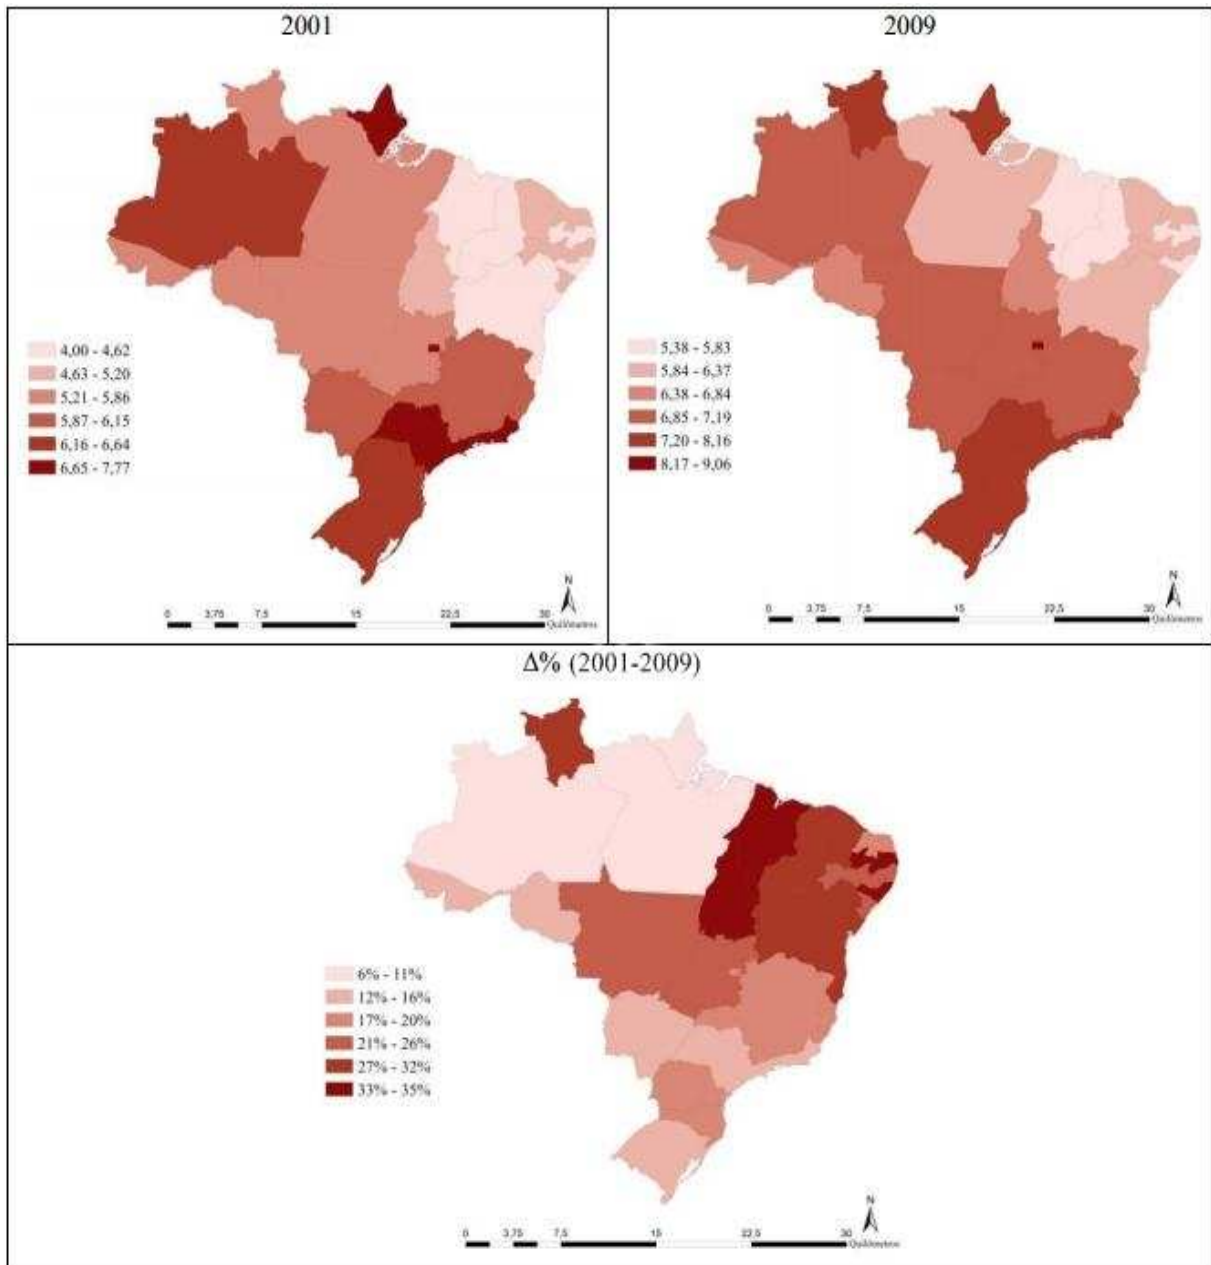 2001
4,00 - 4,62
4,63 - 5,20
5,21 - 5,86
5,87 - 6,15
6,16 - 6,64
6,65 - 7,77
N
0 3,75 7,5 15 22,5 30
Quilômetros
2009
5,38 - 5,83
5,84 - 6,37
6,38 - 6,84
6,85 - 7,19
7,20 - 8,16
8,17 - 9,06
N
0 3,75 7,5 15 22,5 30
Quilômetros
Δ% (2001-2009)
6% - 11%
12% - 16%
17% - 20%
21% - 26%
27% - 32%
33% - 35%
N
0 3,75 7,5 15 22,5 30
Quilômetros